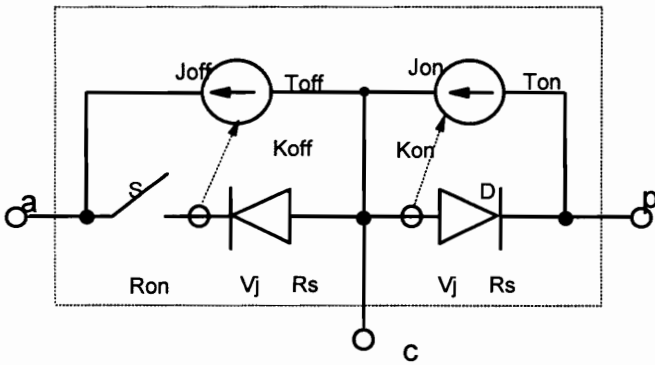 Joff Toff Jon Ton
Koff Kon
a S D p
Ron Vj Rs Vj Rs
c